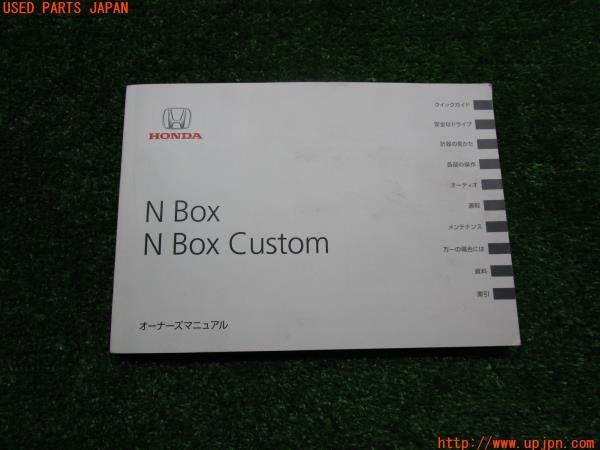 USED PARTS JAPAN
HONDA
N Box
N Box Custom
オーナーズマニュアル
クイックガイド
安全なドライブ
計器の見かた
各部の操作
オーディオ
運転
メンテナンス
万一の場合には
資料
索引
http://www.upjpn.com/